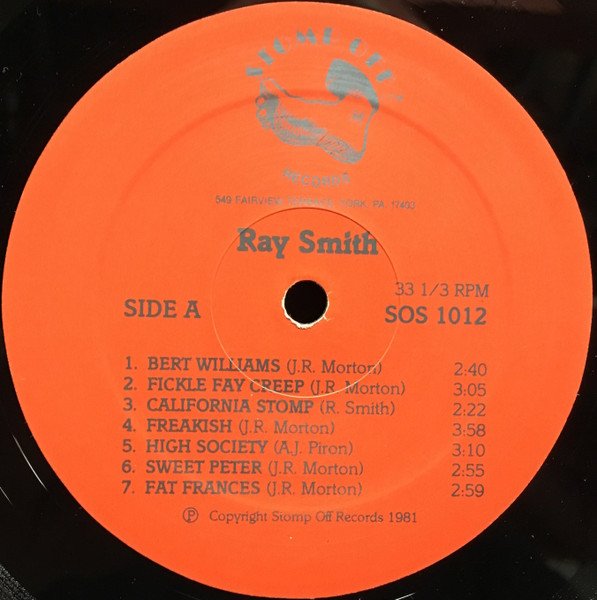 STOMP OFF
RECORDS
549 FAIRVIEW TERRACE, YORK, PA. 17403
Ray Smith
33 1/3 RPM
SIDE A SOS 1012
1. BERT WILLIAMS (J.R. Morton) 2:40
2. FICKLE FAY CREEP (J.R. Morton) 3:05
3. CALIFORNIA STOMP (R. Smith) 2:22
4. FREAKISH (J.R. Morton) 3:58
5. HIGH SOCIETY (A.J. Piron) 3:10
6. SWEET PETER (J.R. Morton) 2:55
7. FAT FRANCES (J.R. Morton) 2:59
Ⓟ Copyright Stomp Off Records 1981